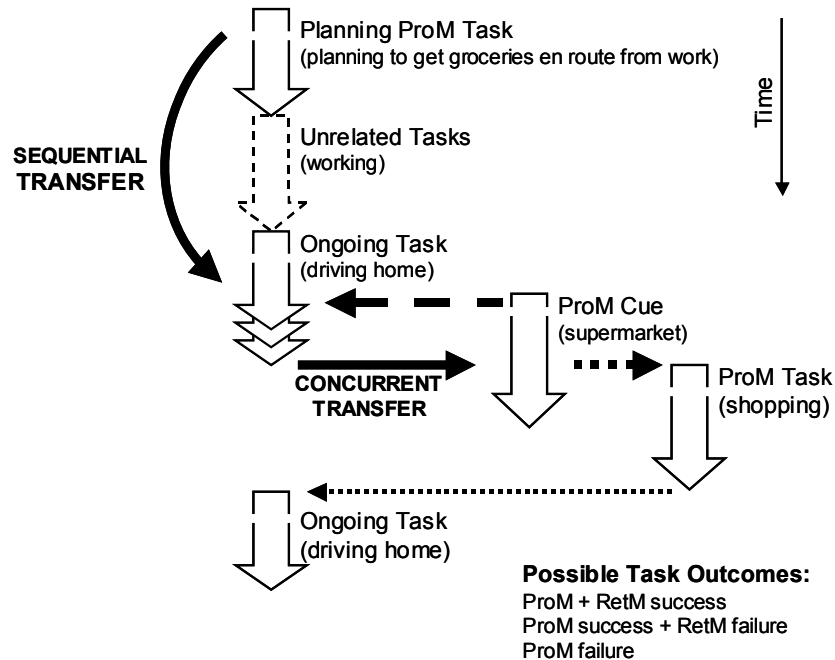 Planning ProM Task
(planning to get groceries en route from work)
Time
SEQUENTIAL
TRANSFER
Unrelated Tasks
(working)
Ongoing Task
(driving home)
ProM Cue
(supermarket)
CONCURRENT
TRANSFER
ProM Task
(shopping)
Ongoing Task
(driving home)
Possible Task Outcomes:
ProM + RetM success
ProM success + RetM failure
ProM failure